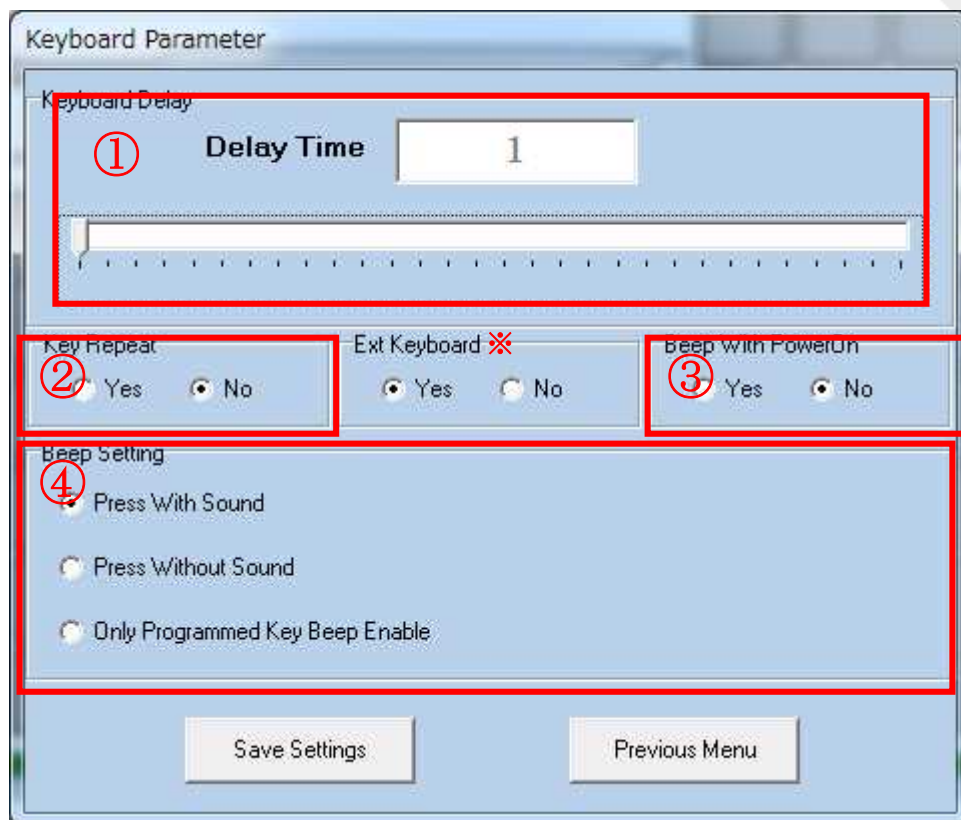 Keyboard Parameter
Keyboard Delay
① Delay Time 1
Key Repeat Ext Keyboard ※ Beep With PowerOn
② Yes No Yes No ③ Yes No
Beep Setting
④
Press With Sound
Press Without Sound
Only Programmed Key Beep Enable
Save Settings Previous Menu